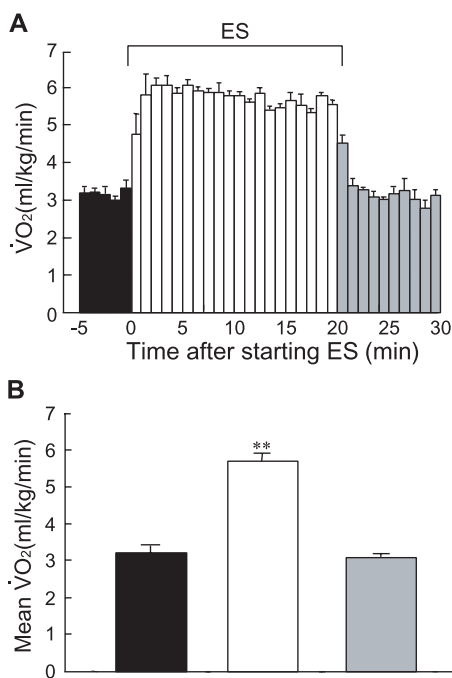 A
ES
7
6
5
4
3
2
1
0
V̇O₂(ml/kg/min)
-5 0 5 10 15 20 25 30
Time after starting ES (min)
B
7
6
5
4
3
2
1
0
Mean V̇O₂(ml/kg/min)
**